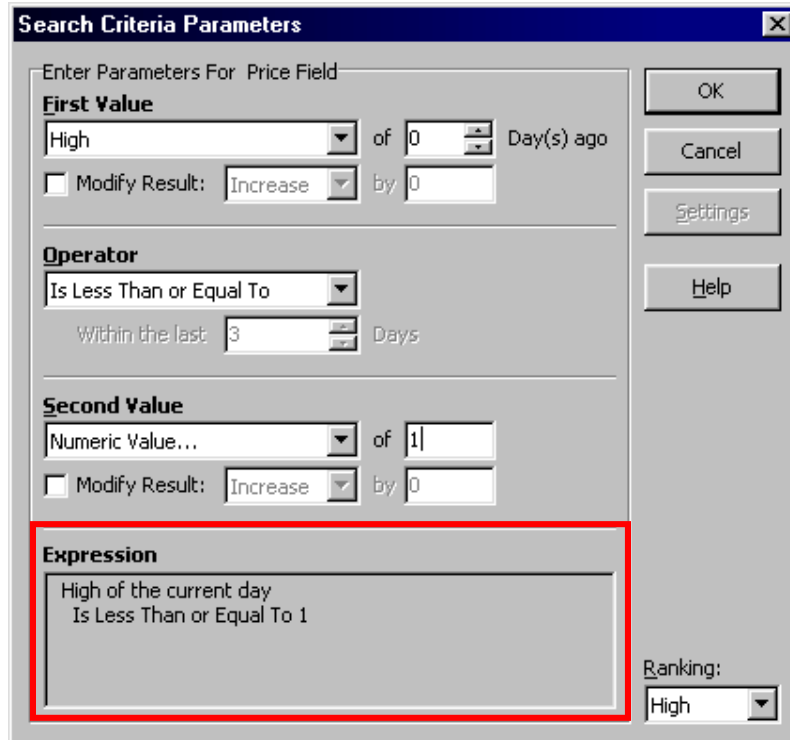 Search Criteria Parameters
Enter Parameters For Price Field
First Value
High of 0 Day(s) ago
Modify Result: Increase by 0
Operator
Is Less Than or Equal To
Within the last 3 Days
Second Value
Numeric Value... of 1
Modify Result: Increase by 0
Expression
High of the current day
Is Less Than or Equal To 1
OK
Cancel
Settings
Help
Ranking:
High